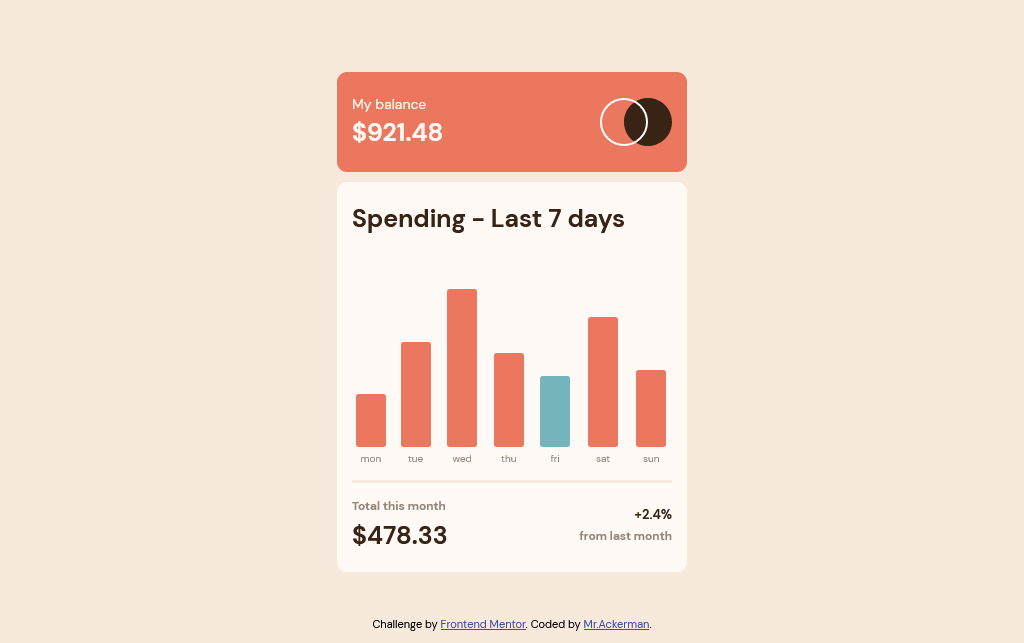 My balance
$921.48
Spending - Last 7 days
mon tue wed thu fri sat sun
Total this month
$478.33
+2.4%
from last month
Challenge by Frontend Mentor. Coded by Mr.Ackerman.